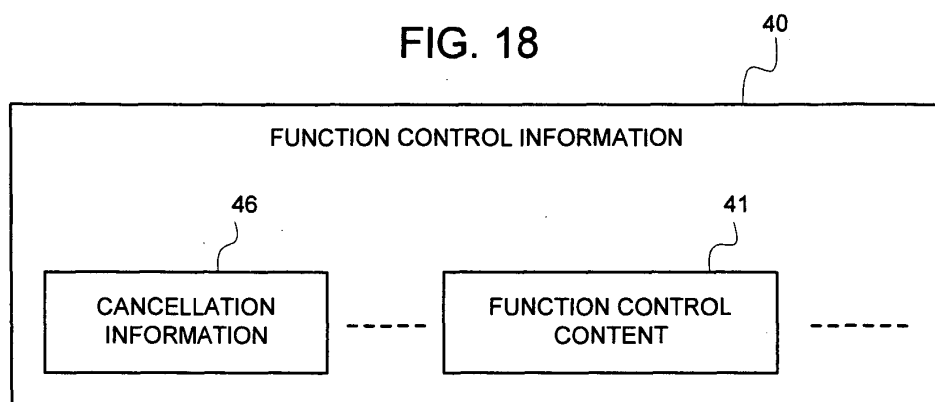 FIG. 18
40
FUNCTION CONTROL INFORMATION
46
41
CANCELLATION
INFORMATION
FUNCTION CONTROL
CONTENT